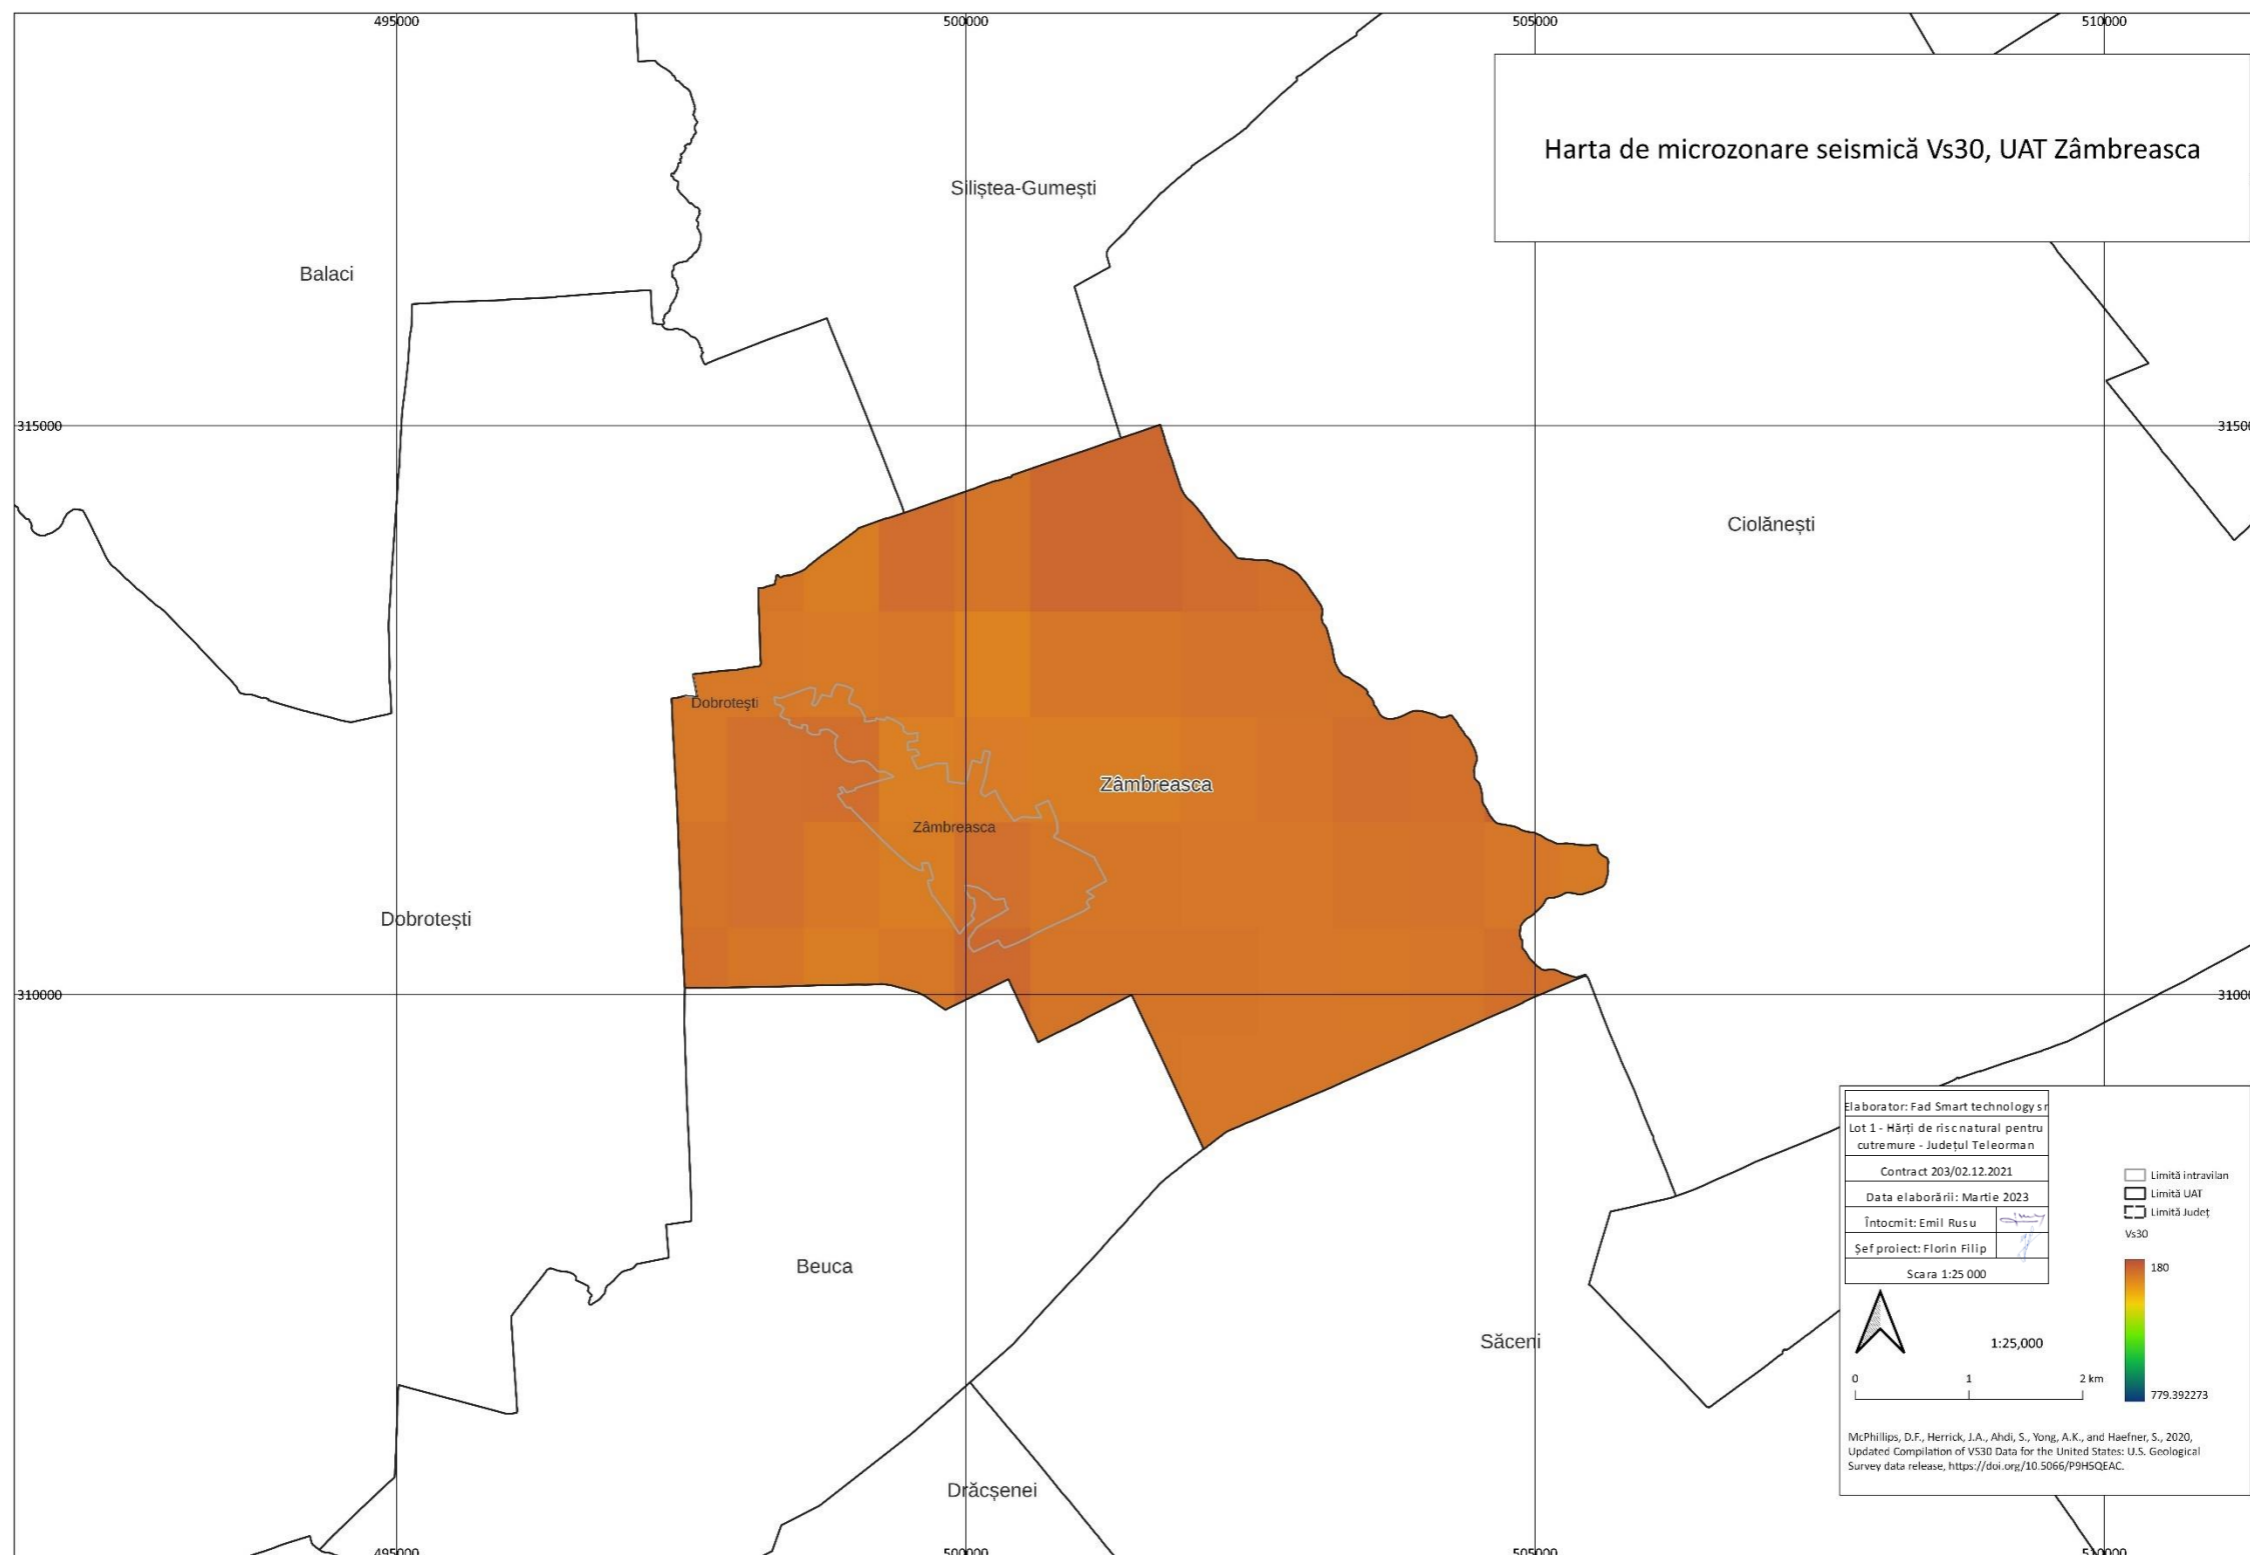 495000
500000
505000
510000
Harta de microzonare seismică Vs30, UAT Zâmbreasca
Siliștea-Gumești
Balaci
315000
Ciolănești
Dobroteşti
Zâmbreasca
Zâmbreasca
Dobrotești
310000
Beuca
Săceni
Drăcșenei
Elaborator: Fad Smart technology sr
Lot 1 - Hărți de risc natural pentru
cutremure - Județul Teleorman
Contract 203/02.12.2021
Data elaborării: Martie 2023
Întocmit: Emil Rusu
Șef proiect: Florin Filip
Scara 1:25 000
Limită intravilan
Limită UAT
Limită Județ
Vs30
180
779.392273
1:25,000
0 1 2 km
McPhillips, D.F., Herrick, J.A., Ahdi, S., Yong, A.K., and Haefner, S., 2020,
Updated Compilation of VS30 Data for the United States: U.S. Geological
Survey data release, https://doi.org/10.5066/P9H5QEAC.
495000
500000
505000
510000